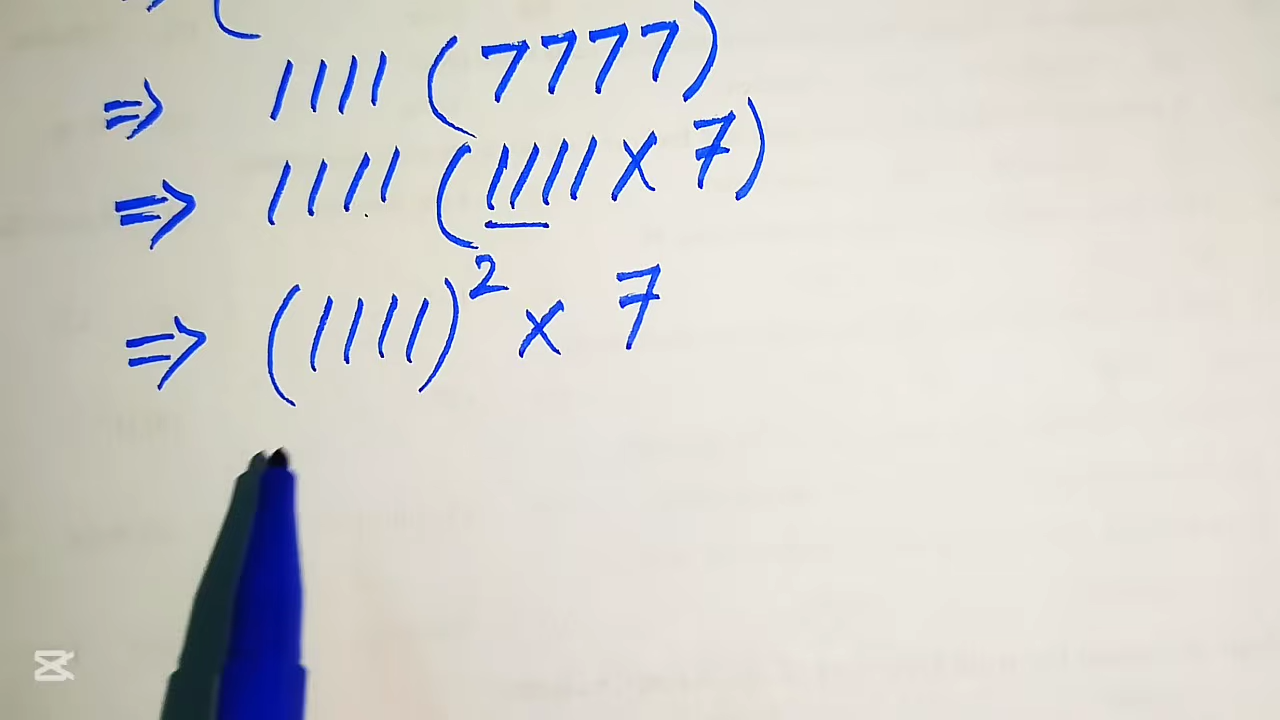 (
⇒ 1111 (7777)
⇒ 1111 (1111 x 7)
⇒ (1111)² x 7